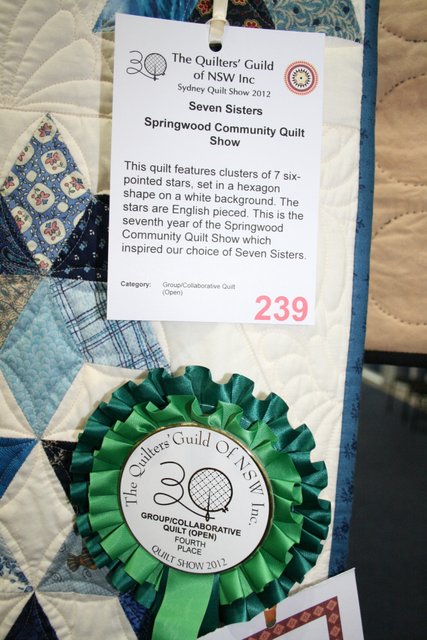 30
The Quilters' Guild
of NSW Inc
Sydney Quilt Show 2012
Seven Sisters
Springwood Community Quilt
Show
This quilt features clusters of 7 six-
pointed stars, set in a hexagon
shape on a white background. The
stars are English pieced. This is the
seventh year of the Springwood
Community Quilt Show which
inspired our choice of Seven Sisters.
Category: Group/Collaborative Quilt
(Open)
239
The Quilters' Guild Of NSW Inc.
30
GROUP/COLLABORATIVE
QUILT (OPEN)
FOURTH
PLACE
QUILT SHOW 2012